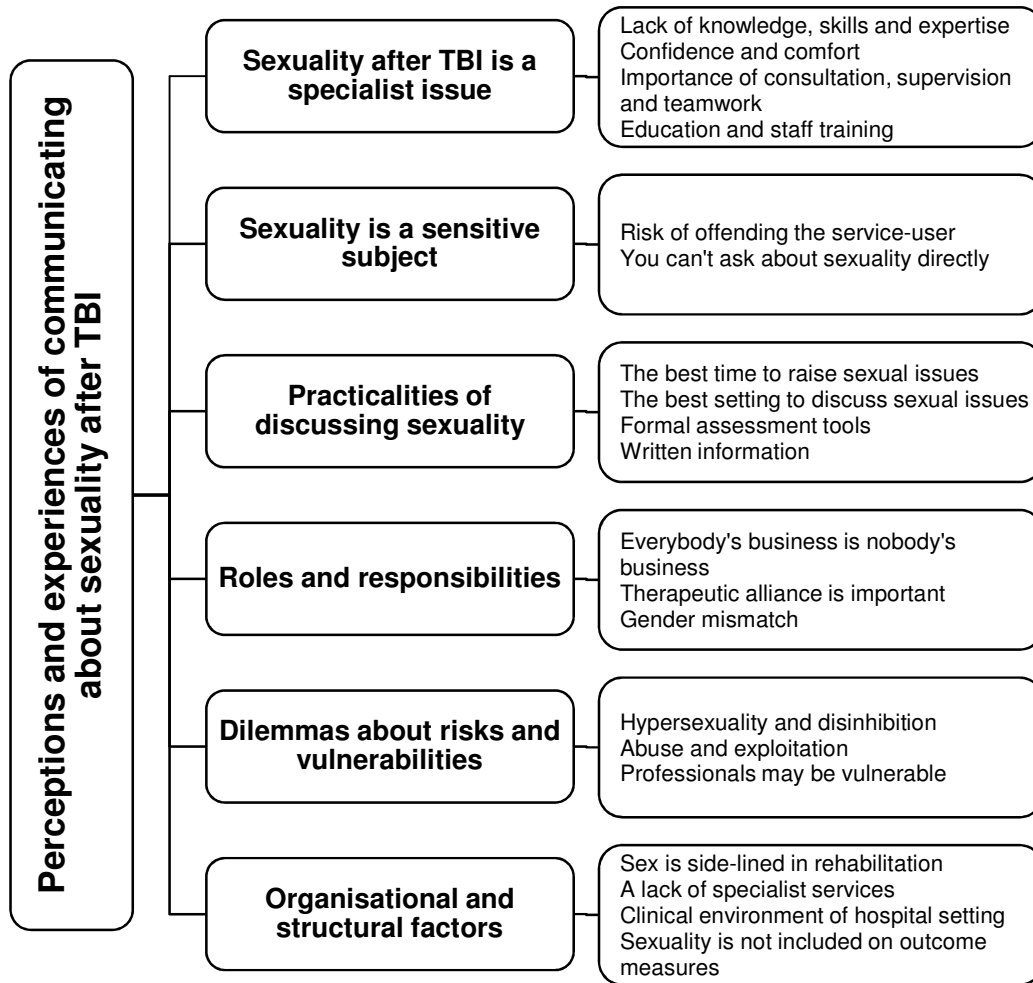 Perceptions and experiences of communicating
about sexuality after TBI
Sexuality after TBI is a
specialist issue
Lack of knowledge, skills and expertise
Confidence and comfort
Importance of consultation, supervision
and teamwork
Education and staff training
Sexuality is a sensitive
subject
Risk of offending the service-user
You can't ask about sexuality directly
Practicalities of
discussing sexuality
The best time to raise sexual issues
The best setting to discuss sexual issues
Formal assessment tools
Written information
Roles and responsibilities
Everybody's business is nobody's
business
Therapeutic alliance is important
Gender mismatch
Dilemmas about risks and
vulnerabilities
Hypersexuality and disinhibition
Abuse and exploitation
Professionals may be vulnerable
Organisational and
structural factors
Sex is side-lined in rehabilitation
A lack of specialist services
Clinical environment of hospital setting
Sexuality is not included on outcome
measures